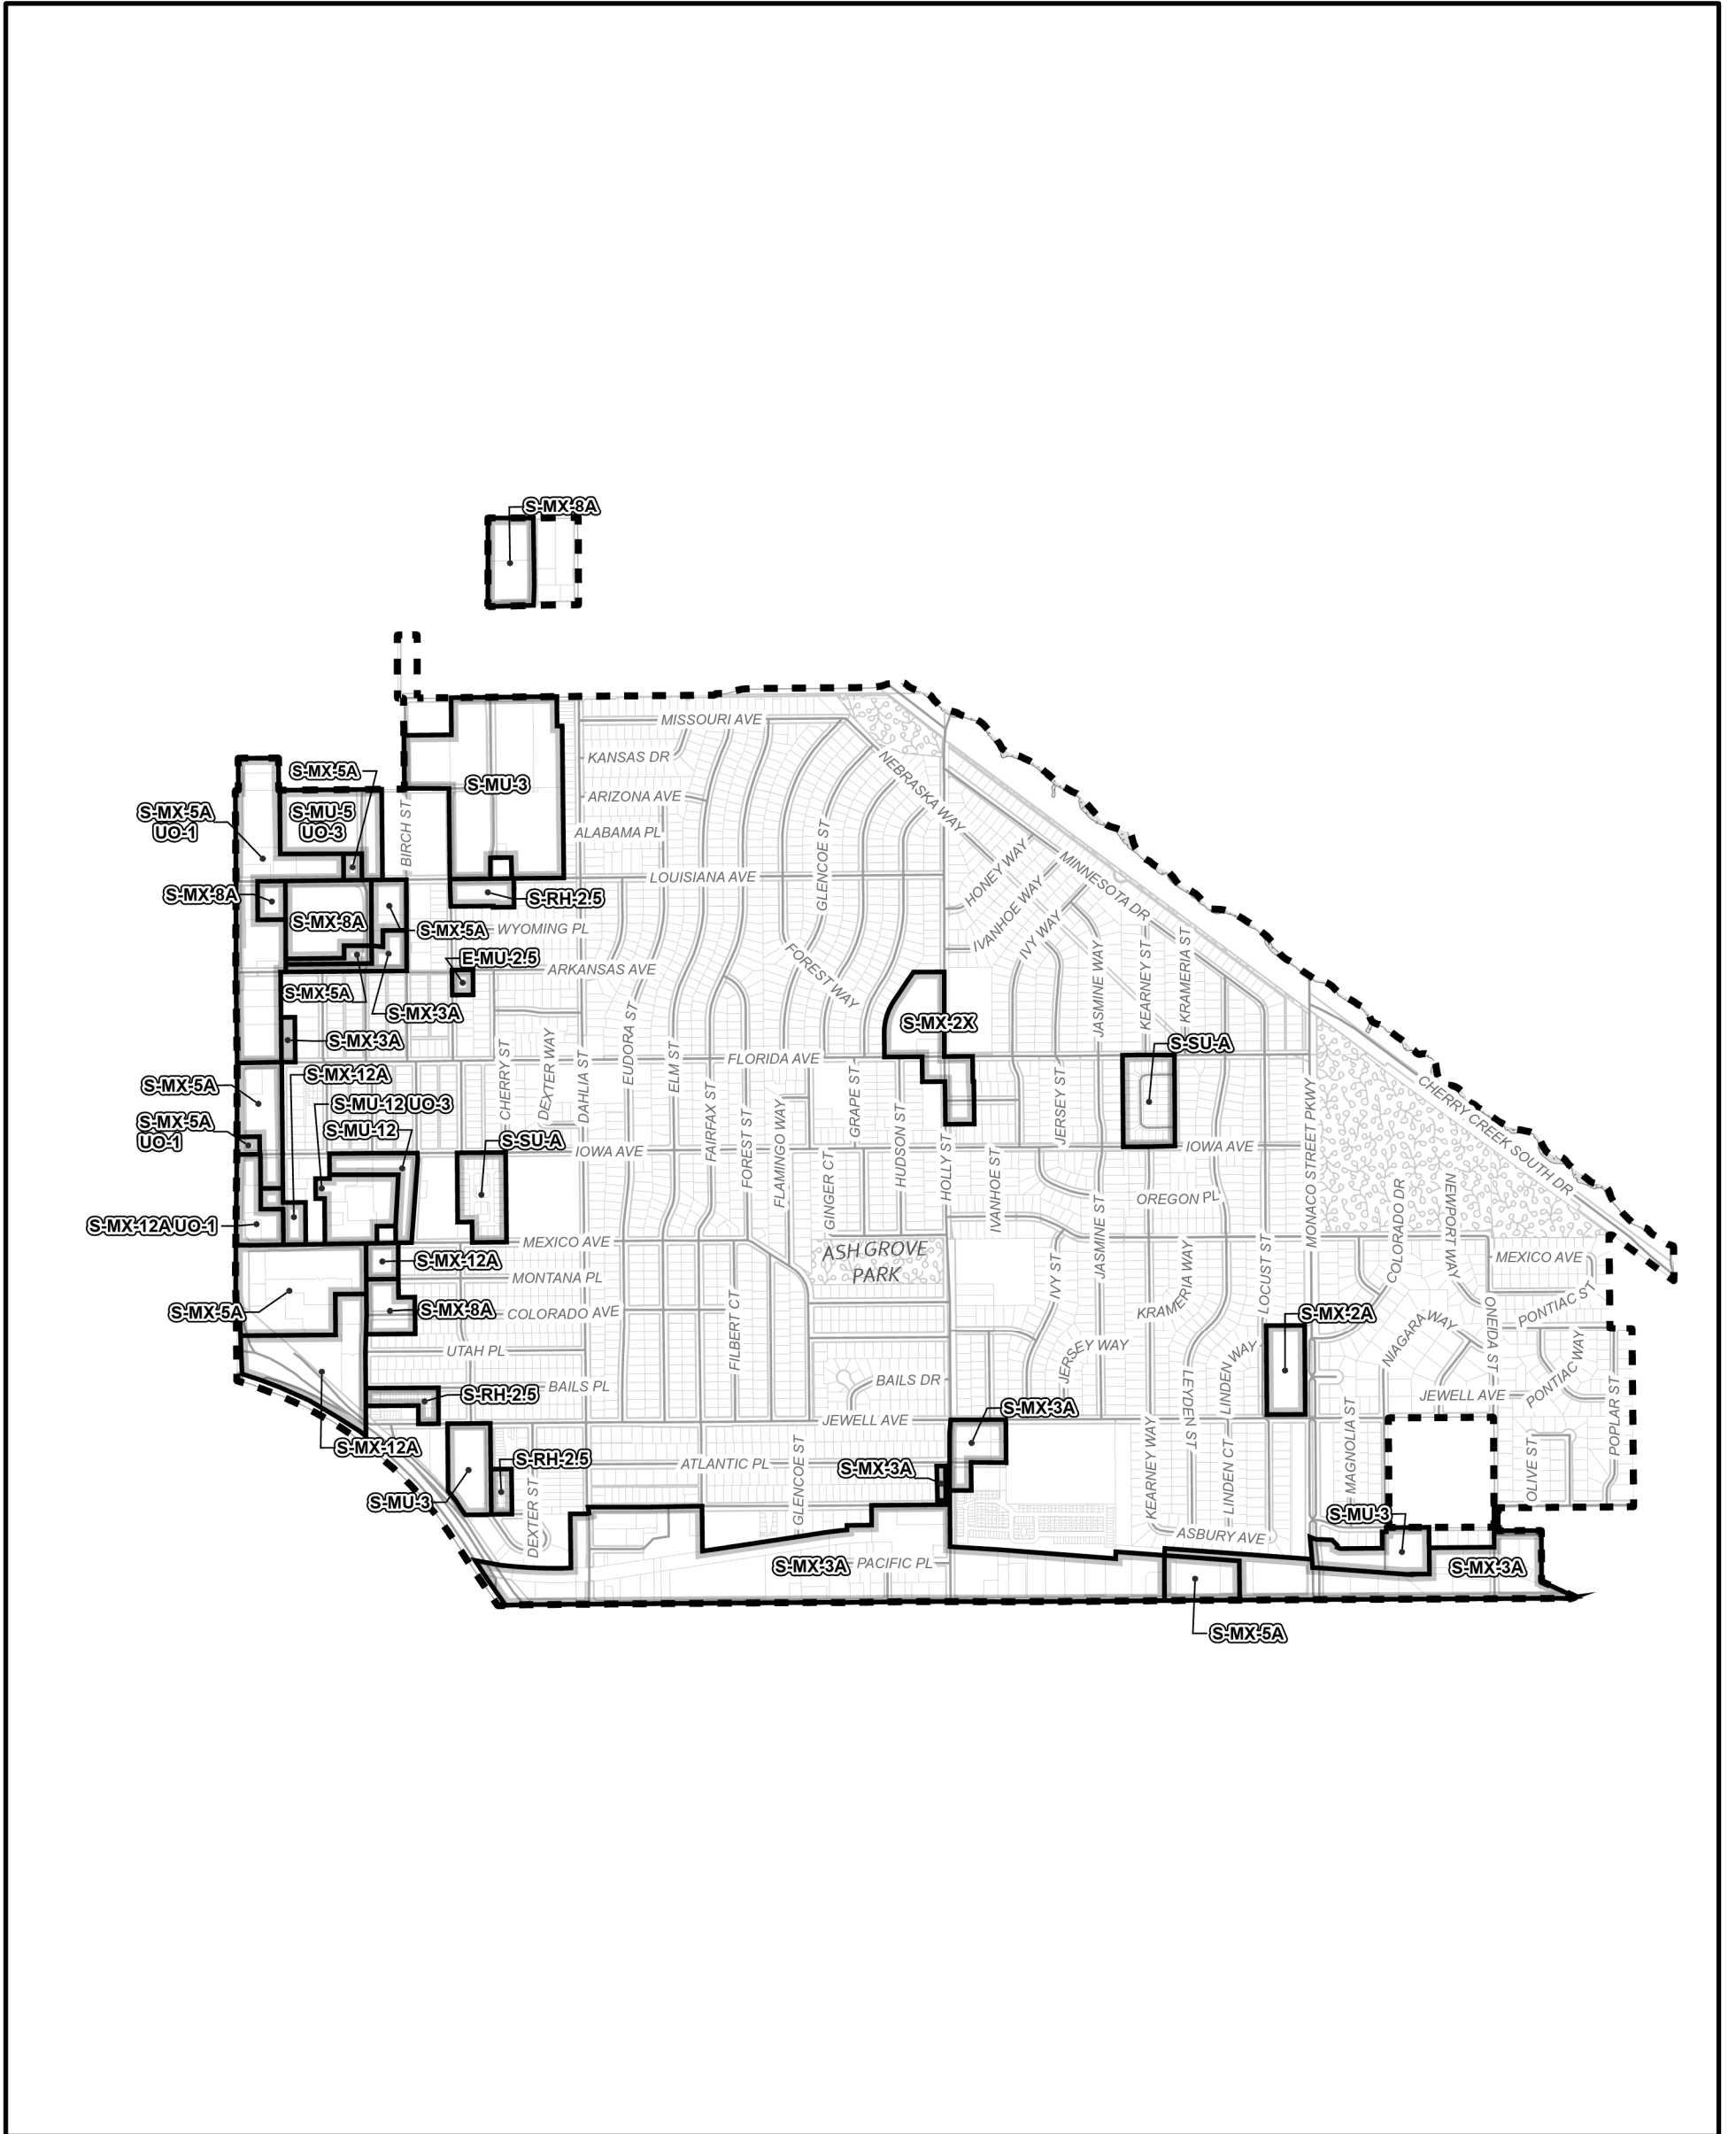 S-MX-8A
MISSOURI AVE
KANSAS DR
NEBRASKA WAY
S-MX-5A
S-MU-3
ARIZONA AVE
S-MX-5A
UO-1
S-MU-5
UO-3
BIRCH ST
ALABAMA PL
GLENCOE ST
HONEY WAY
MINNESOTA DR
LOUISIANA AVE
S-MX-8A
S-RH-2.5
IVANHOE WAY
S-MX-8A
S-MX-5A
WYOMING PL
IVY WAY
E-MU-2.5
ARKANSAS AVE
FOREST WAY
JASMINE WAY
KEARNEY ST
KRAMERIA ST
S-MX-5A
S-MX-3A
S-MX-2X
S-MX-3A
EUDORA ST
S-SU-A
FLORIDA AVE
S-MX-12A
S-MX-5A
CHERRY ST
DEXTER WAY
DAHLIA ST
ELM ST
FAIRFAX ST
GRAPE ST
JERSEY ST
MONACO STREET PKWY
CHERRY CREEK SOUTH DR
S-MU-12 UO-3
S-MX-5A
UO-1
S-MU-12
S-SU-A
IOWA AVE
FOREST ST
FLAMINGO WAY
HUDSON ST
IOWA AVE
HOLLY ST
GINGER CT
IVANHOE ST
OREGON PL
COLORADO DR
NEWPORT WAY
S-MX-12A UO-1
MEXICO AVE
ASH GROVE
PARK
JASMINE ST
MEXICO AVE
S-MX-12A
MONTANA PL
IVY ST
KRAMERIA WAY
LOCUST ST
S-MX-5A
S-MX-8A
COLORADO AVE
S-MX-2A
PONTIAC ST
FILBERT CT
JERSEY WAY
NIAGARA WAY
ONEIDA ST
UTAH PL
LINDEN WAY
PONTIAC WAY
S-RH-2.5
BAILS PL
BAILS DR
LEYDEN ST
JEWELL AVE
POPLAR ST
S-MX-3A
JEWELL AVE
MAGNOLIA ST
S-MX-12A
S-RH-2.5
ATLANTIC PL
S-MX-3A
GLENCOE ST
KEARNEY WAY
LINDEN CT
OLIVE ST
S-MU-3
DEXTER ST
S-MU-3
ASBURY AVE
S-MX-3A
PACIFIC PL
S-MX-3A
S-MX-5A